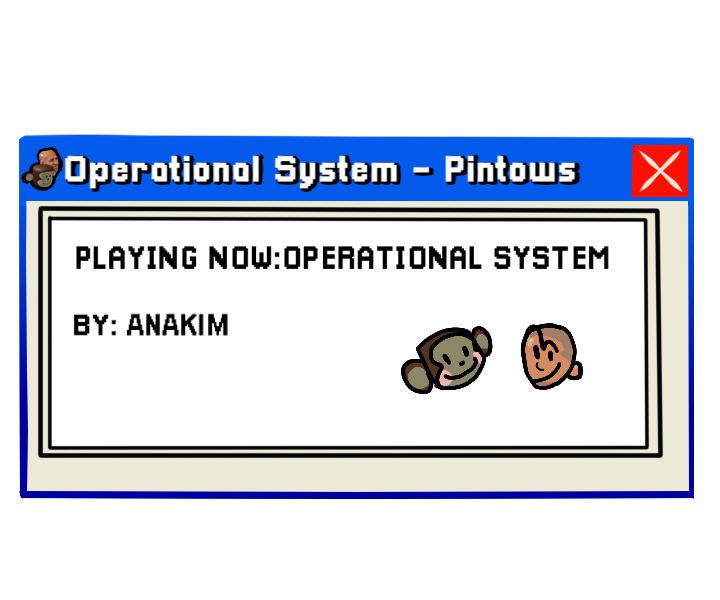 Operational System - Pintows
PLAYING NOW:OPERATIONAL SYSTEM
BY: ANAKIM